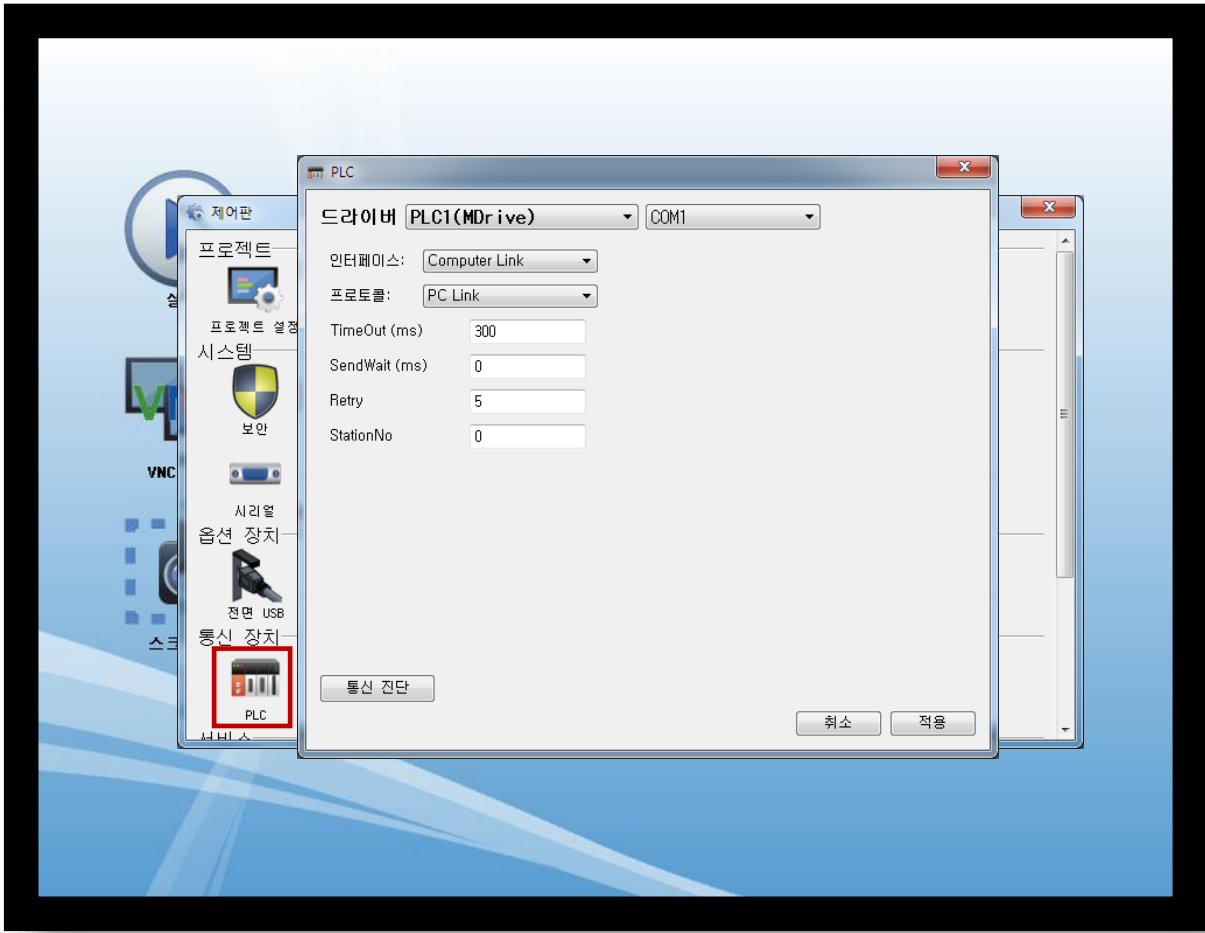 PLC
제어판
드라이버 PLC1(MDrive) COM1
인터페이스: Computer Link
프로토콜: PC Link
TimeOut (ms) 300
SendWait (ms) 0
Retry 5
StationNo 0
통신 진단
취소 적용
프로젝트
프로젝트 설정
시스템
보안
시리얼
옵션 장치
전면 USB
통신 장치
PLC
서비스
VNC